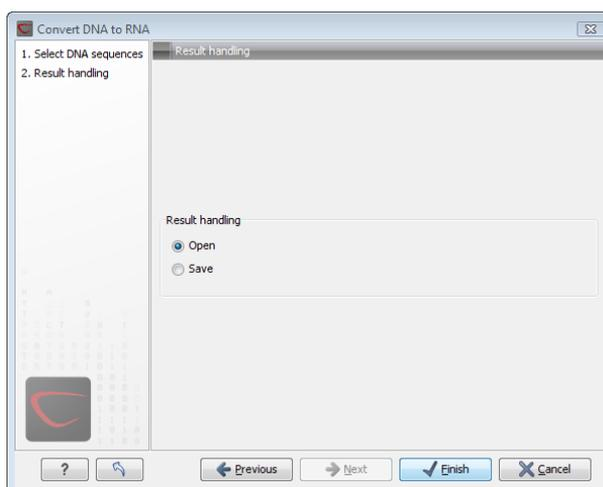 Convert DNA to RNA
1. Select DNA sequences
2. Result handling
Result handling
Result handling
Open
Save
?
Previous
Next
Finish
Cancel